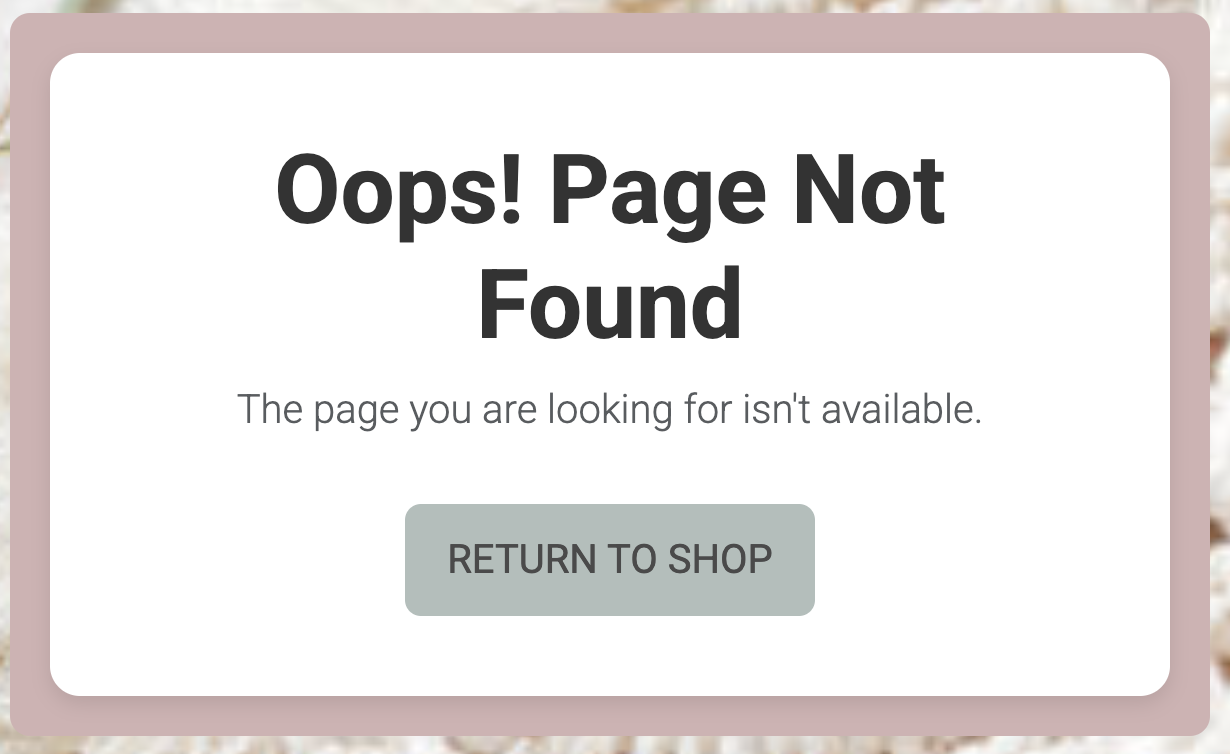 Oops! Page Not
Found
The page you are looking for isn't available.
RETURN TO SHOP